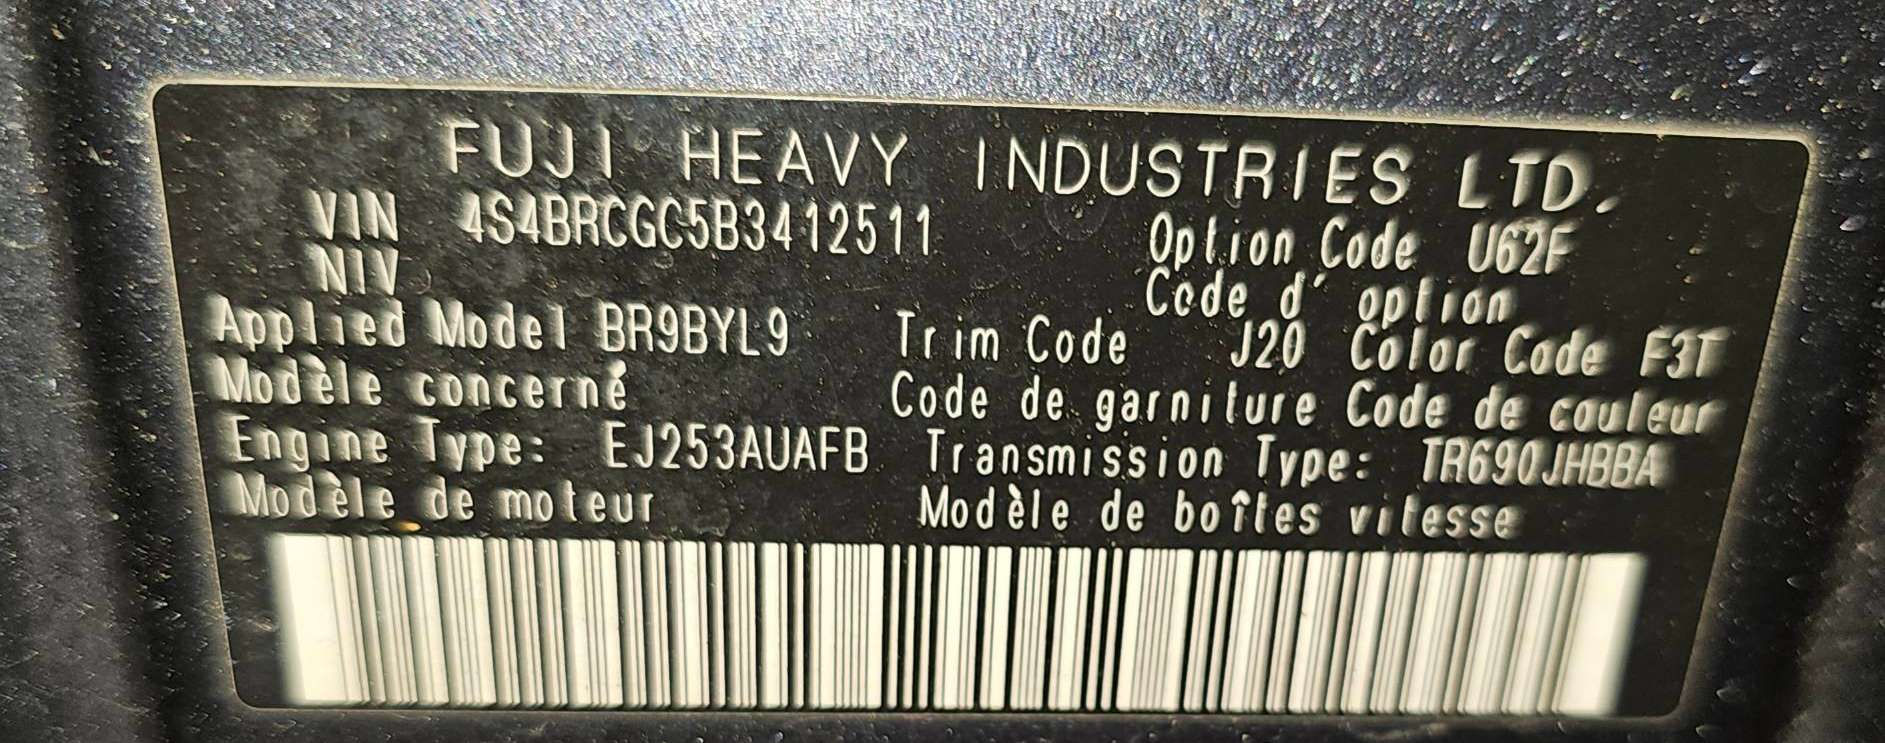 FUJI HEAVY INDUSTRIES LTD.
VIN 4S4BRCGC5B3412511 Option Code U62F
NIV Code d' option
Applied Model BR9BYL9 Trim Code J20 Color Code F3T
Modèle concerné Code de garniture Code de couleur
Engine Type: EJ253AUAFB Transmission Type: TR690JHBBA
Modèle de moteur Modèle de boîtes vitesse